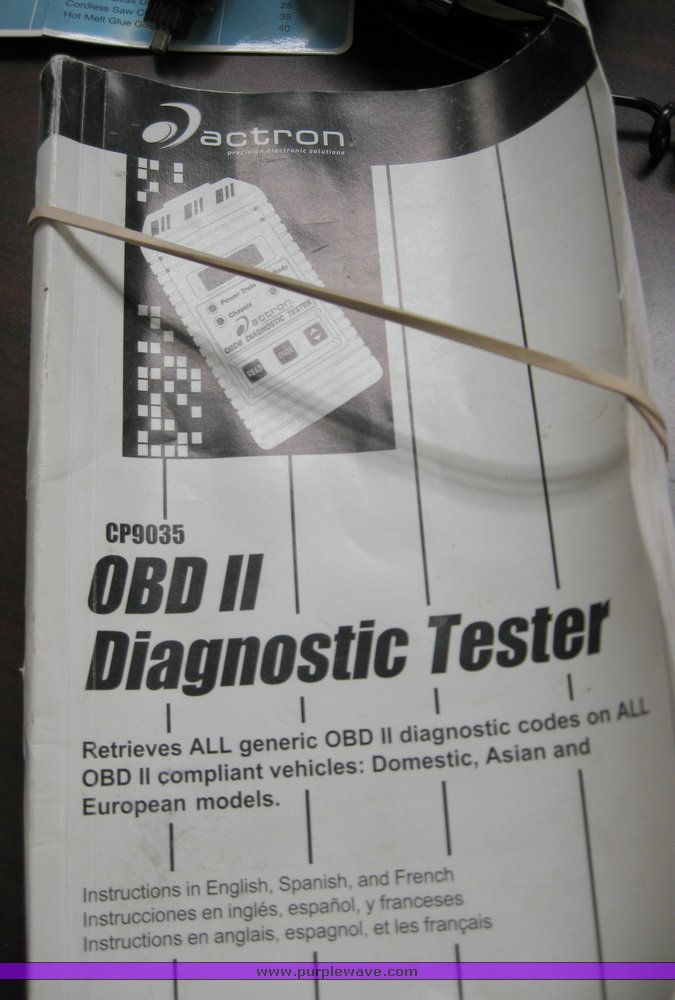 25
Cordless Saw
35
Hot Melt Glue
40
actron
precision electronic solutions
Power Train
Body
Chassis
actron
OBDII DIAGNOSTIC TESTER
CP9035
OBD II
Diagnostic Tester
Retrieves ALL generic OBD II diagnostic codes on ALL
OBD II compliant vehicles: Domestic, Asian and
European models.
Instructions in English, Spanish, and French
Instrucciones en inglés, español, y franceses
Instructions en anglais, espagnol, et les français
www.purplewave.com